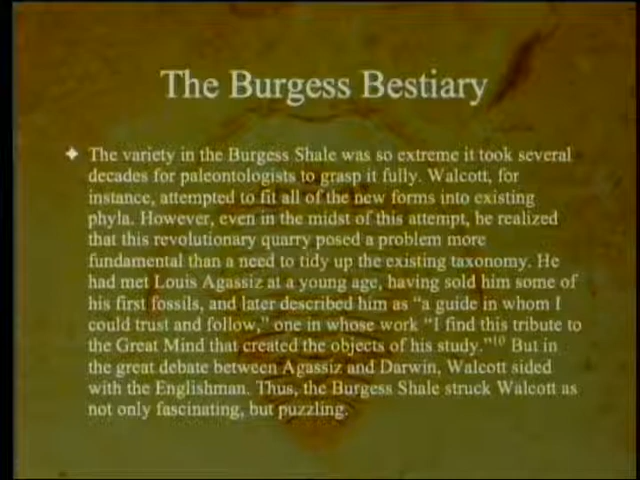 The Burgess Bestiary
The variety in the Burgess Shale was so extreme it took several
decades for paleontologists to grasp it fully. Walcott, for
instance, attempted to fit all of the new forms into existing
phyla. However, even in the midst of this attempt, he realized
that this revolutionary quarry posed a problem more
fundamental than a need to tidy up the existing taxonomy. He
had met Louis Agassiz at a young age, having sold him some of
his first fossils, and later described him as “a guide in whom I
could trust and follow,” one in whose work “I find this tribute to
the Great Mind that created the objects of his study.”¹⁰ But in
the great debate between Agassiz and Darwin, Walcott sided
with the Englishman. Thus, the Burgess Shale struck Walcott as
not only fascinating, but puzzling.